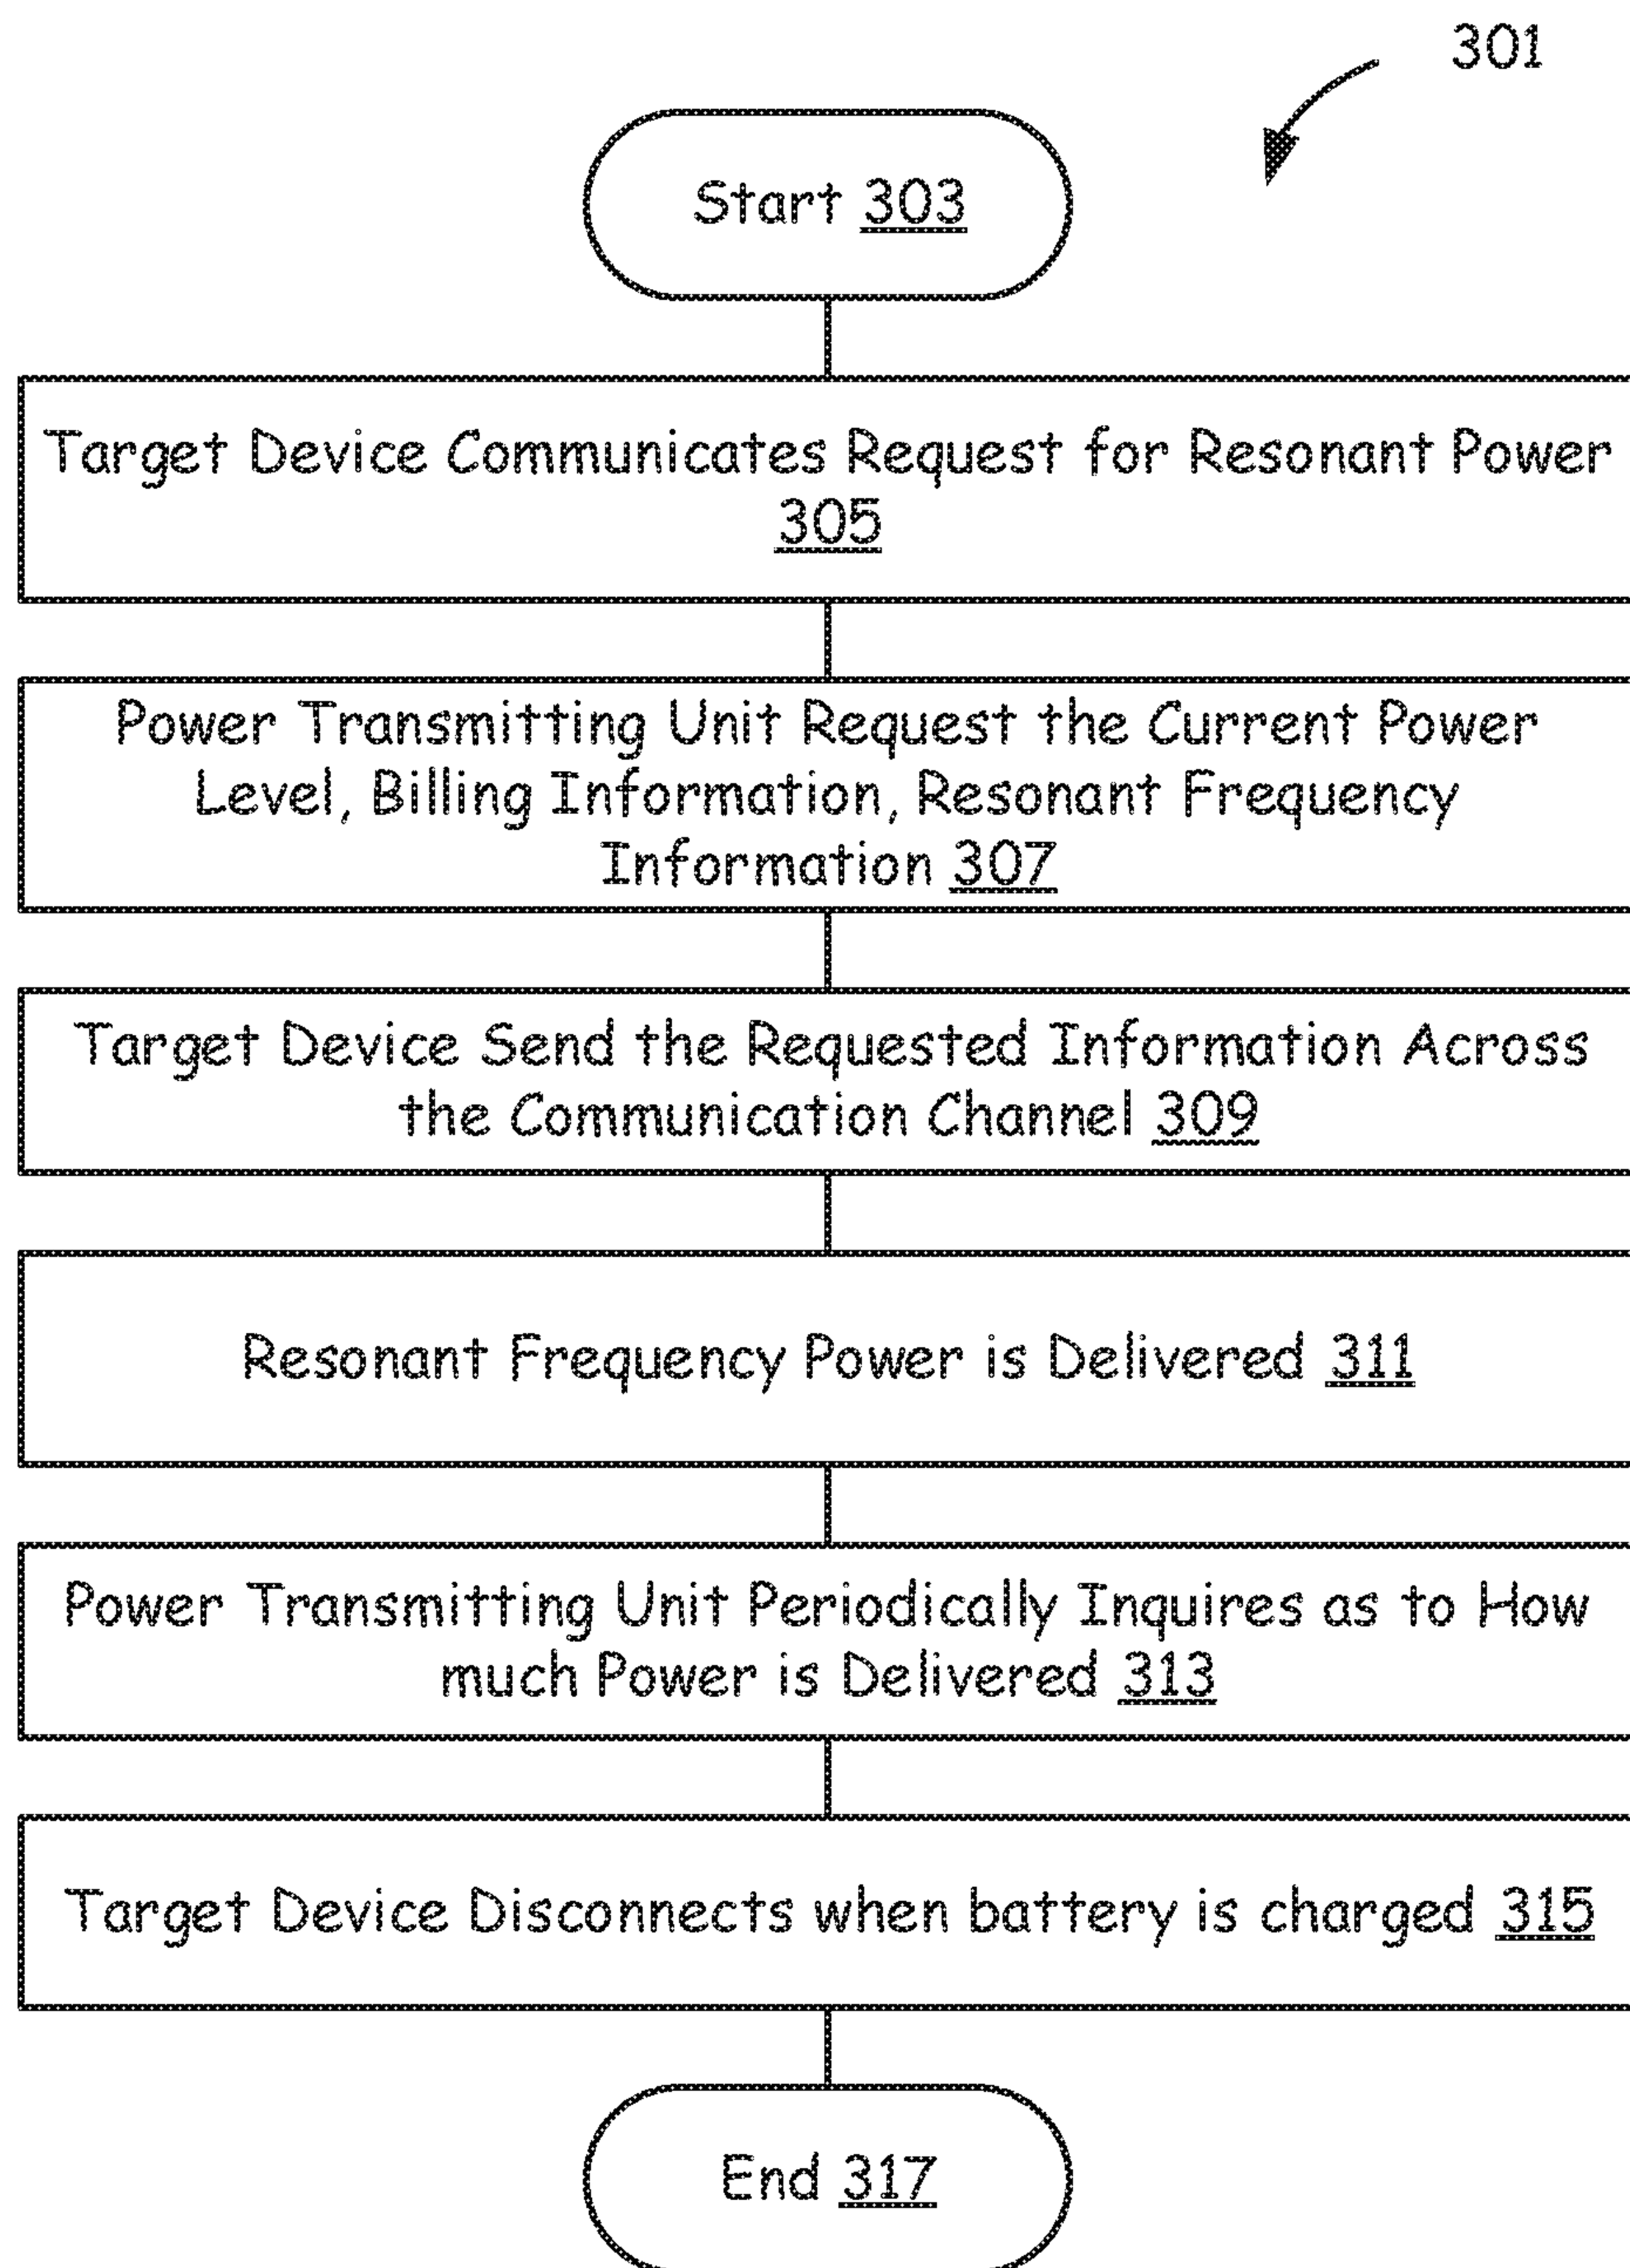 301
Start 303
Target Device Communicates Request for Resonant Power
305
Power Transmitting Unit Request the Current Power
Level, Billing Information, Resonant Frequency
Information 307
Target Device Send the Requested Information Across
the Communication Channel 309
Resonant Frequency Power is Delivered 311
Power Transmitting Unit Periodically Inquires as to How
much Power is Delivered 313
Target Device Disconnects when battery is charged 315
End 317